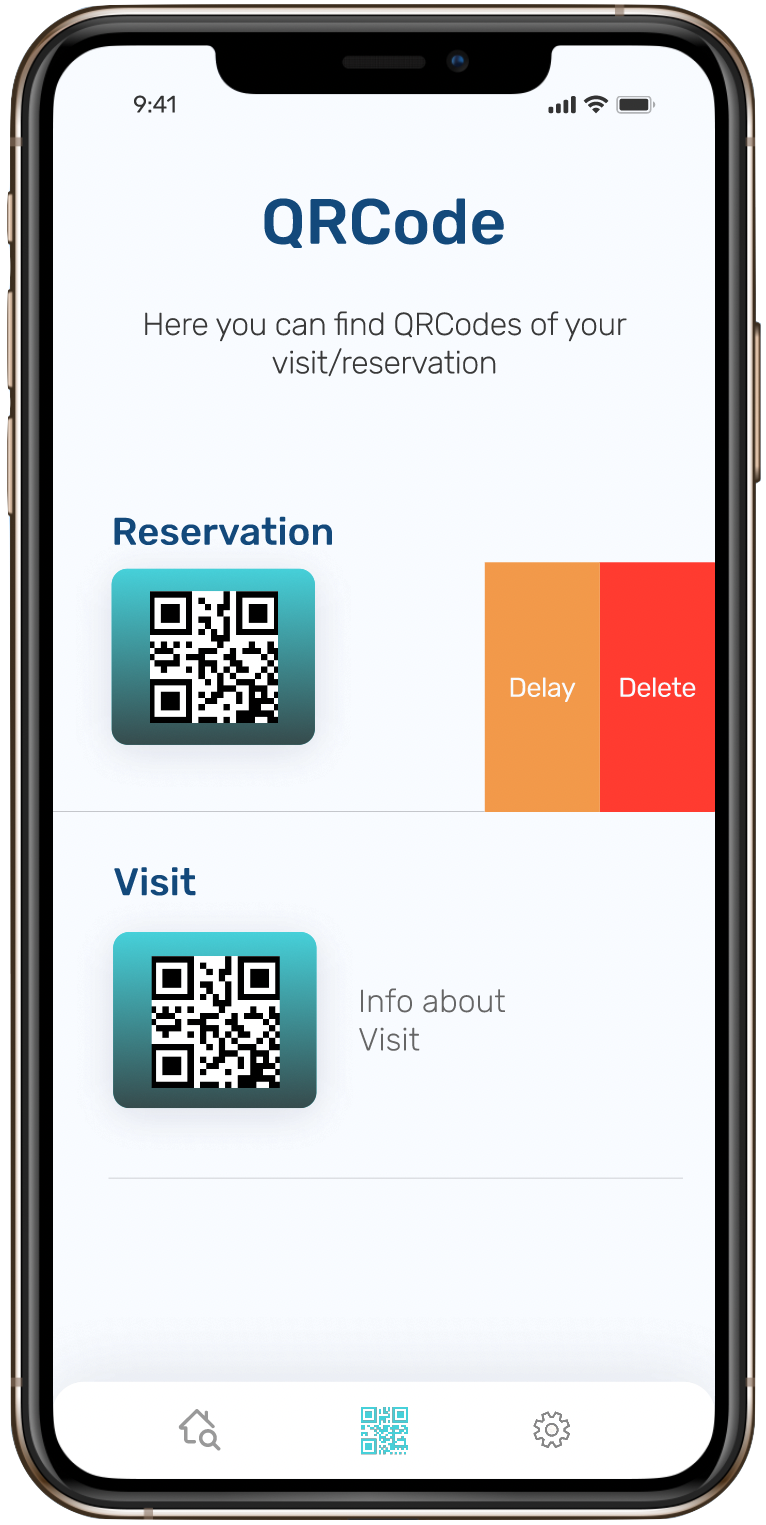 9:41
QRCode
Here you can find QRCodes of your
visit/reservation
Reservation
Delay
Delete
Visit
Info about
Visit